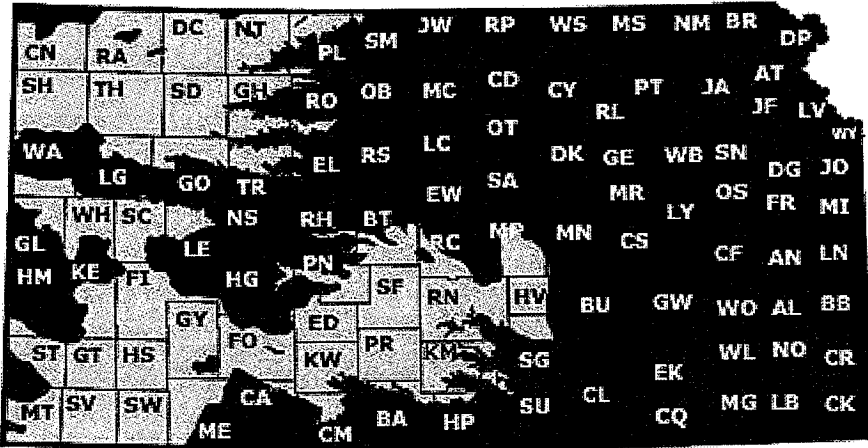 CN RA DC NT PL SM JW RP WS MS NM BR DP
SH TH SD GH RO OB MC CD CY RL PT JA AT JF LV WY
WA LG GO TR EL RS LC OT DK GE WB SN DG JO
GL WH SC NS RH BT EW SA MR LY OS FR MI
HM KE FI LE HG PN RC MP MN CS CF AN LN
GY SF RN HV BU GW WO AL BB
ST GT HS FO ED KW PR KM SG EK WL NO CR
MT SV SW ME CA CM BA HP SU CL CQ MG LB CK